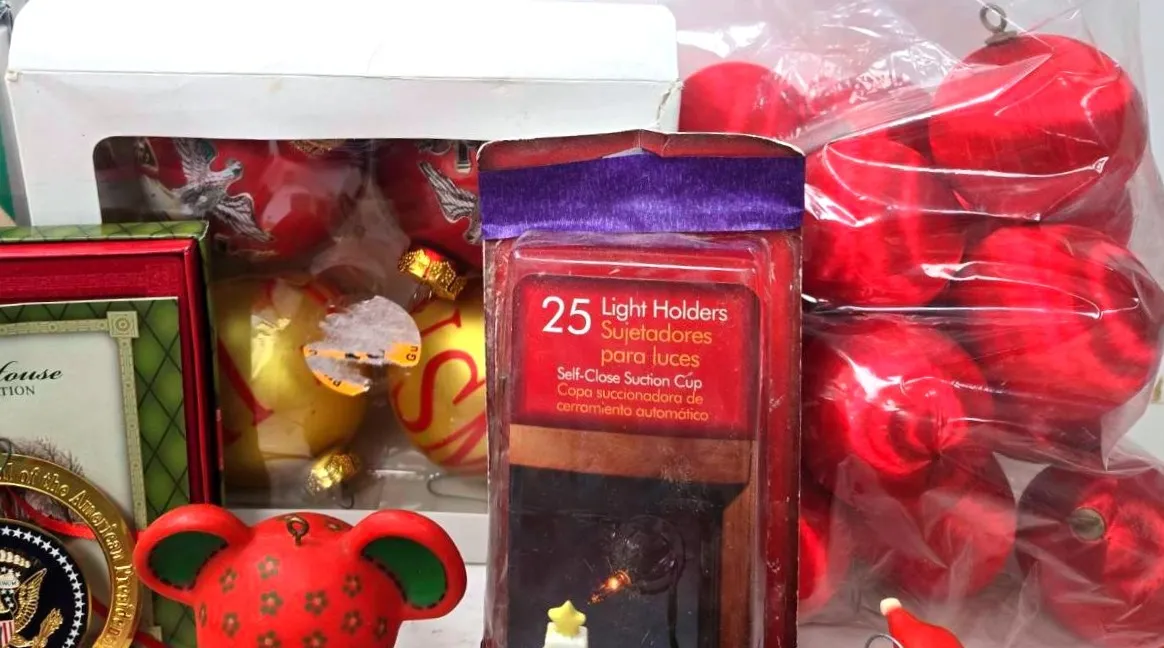 25 Light Holders
Sujetadores
para luces
Self-Close Suction Cup
Copa succionadora de
cerramiento automático
ouse
TION
l of the American Presiden